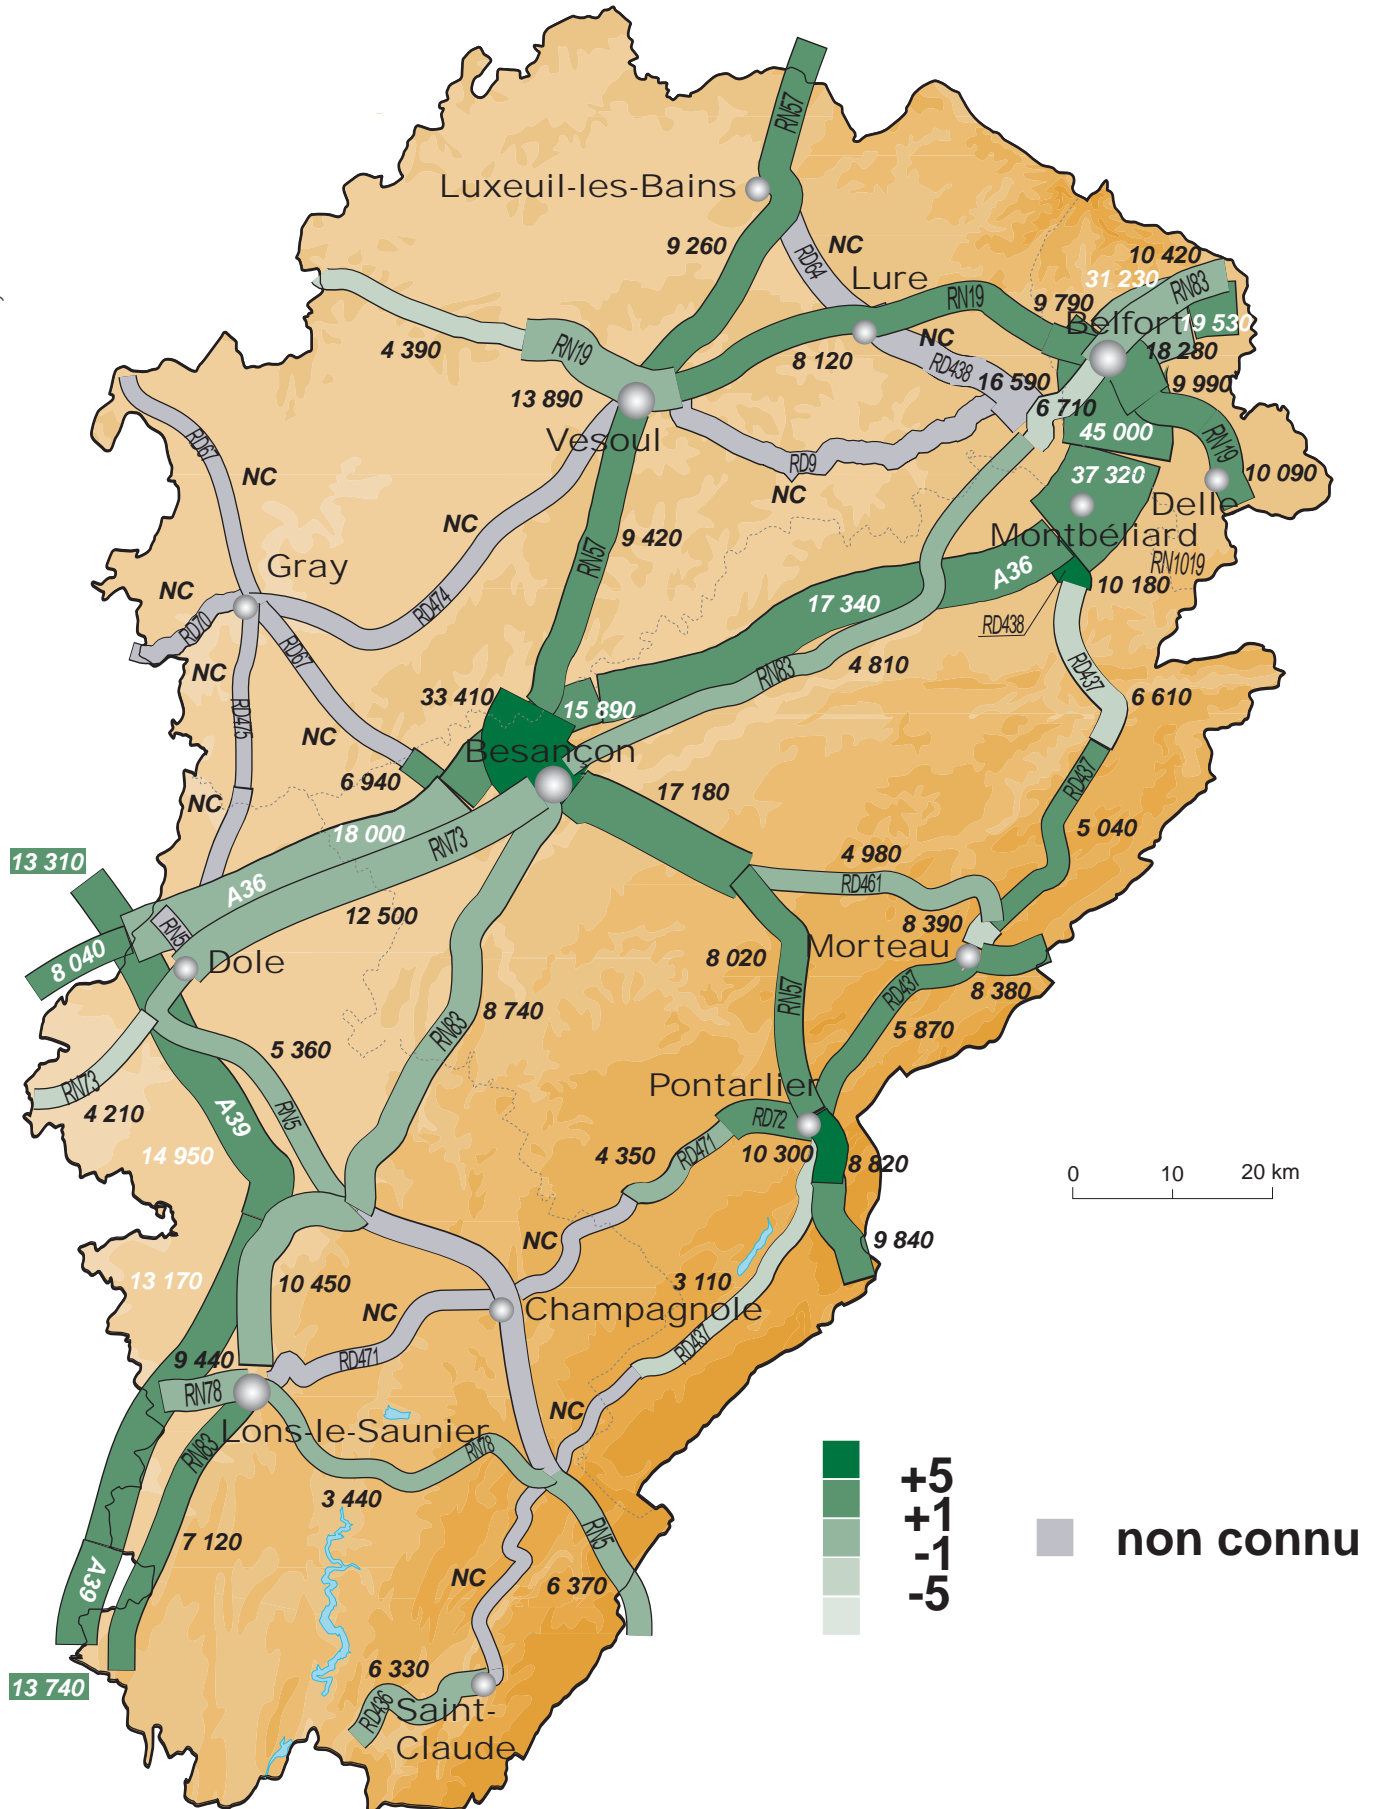 RN57
Luxeuil-les-Bains
9 260
NC
RD64
Lure
10 420
31 230
RN83
RN19
9 790
Belfort
19 530
4 390
RN19
8 120
NC
RD438
16 590
18 280
9 990
13 890
Vesoul
6 710
45 000
RN19
RD67
NC
RD9
NC
37 320
10 090
Delle
NC
9 420
RN57
Montbéliard
RN1019
Gray
A36
10 180
NC
RD70
RD474
17 340
RD438
RD67
NC
RN83
4 810
RD437
6 610
RD475
33 410
15 890
NC
Besançon
6 940
17 180
RD437
NC
18 000
RN73
5 040
13 310
4 980
RD461
A36
12 500
RN5
8 390
8 040
Dole
8 020
Morteau
RN57
RD437
8 380
8 740
RN83
5 870
5 360
RN73
4 210
A39
RN5
Pontarlier
RD72
14 950
4 350
RD471
10 300
8 820
0 10 20 km
NC
9 840
13 170
10 450
3 110
NC
Champagnole
RD437
9 440
RD471
RN78
NC
Lons-le-Saunier
RN83
RN78
3 440
+5
+1
-1
-5
non connu
7 120
RN5
A39
NC
6 370
13 740
6 330
RD436
Saint-
Claude